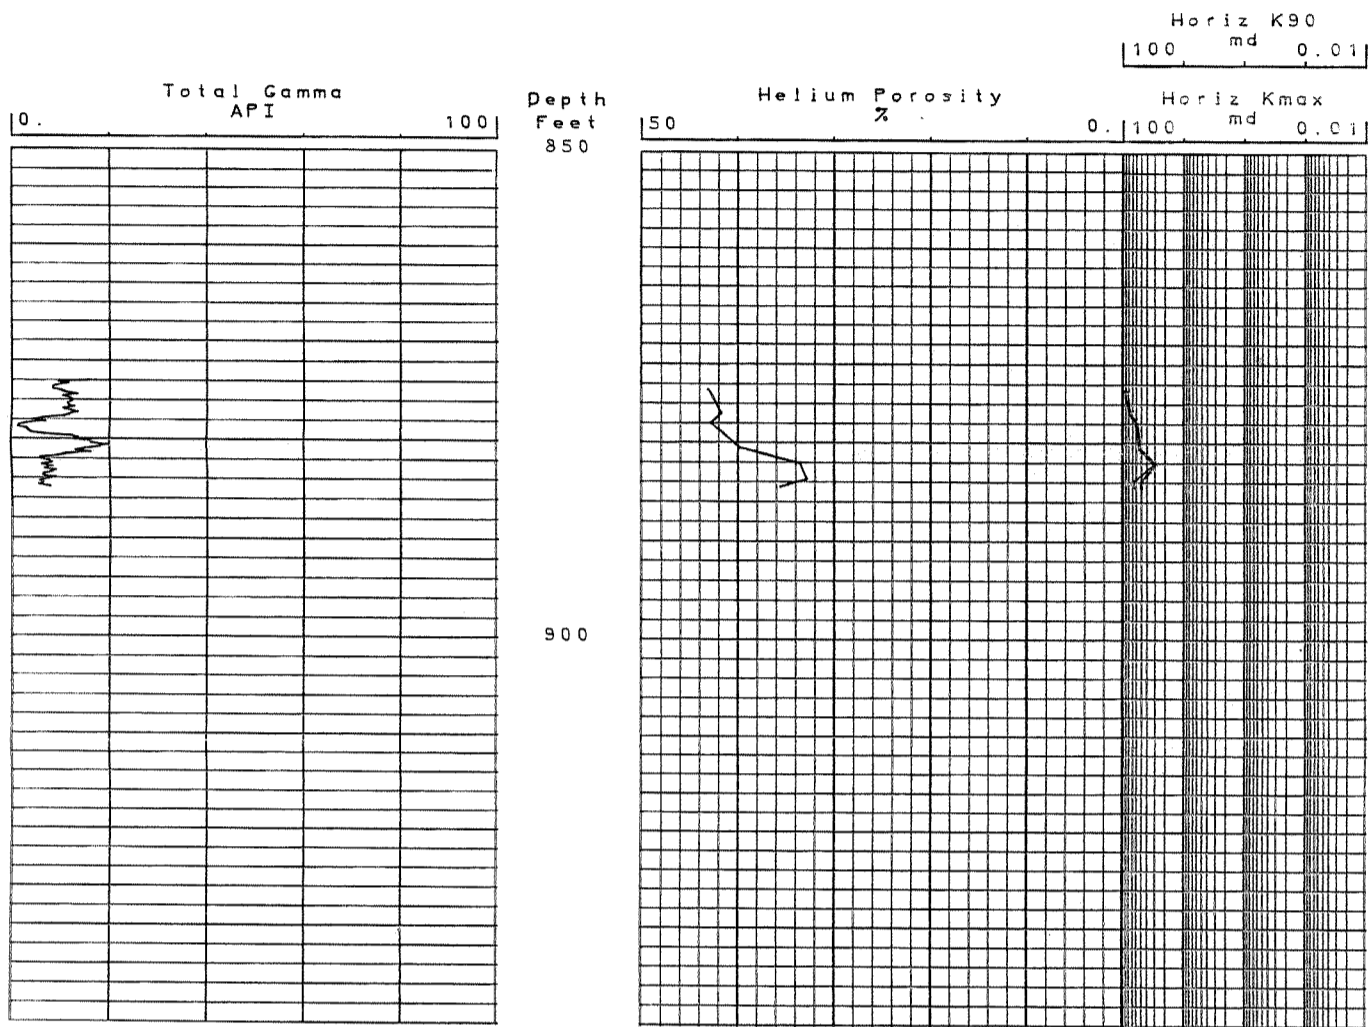 Horiz K90
md
100 0.01
Total Gamma
API
0. 100
Depth
Feet
850
Helium Porosity
%
50 0.
Horiz Kmax
md
100 0.01
900